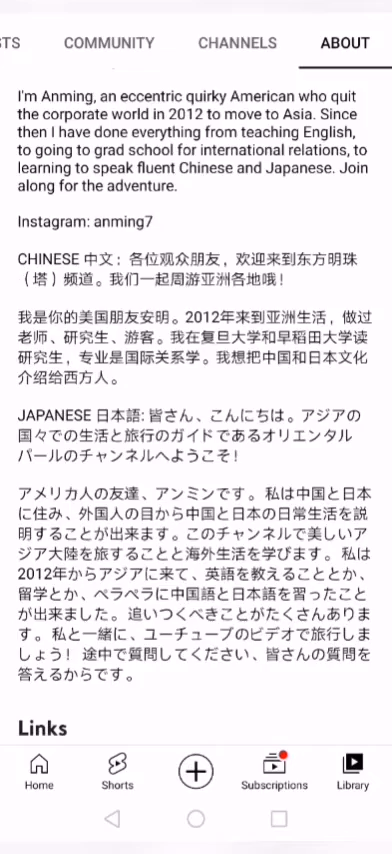 STS COMMUNITY CHANNELS ABOUT
I'm Anming, an eccentric quirky American who quit
the corporate world in 2012 to move to Asia. Since
then I have done everything from teaching English,
to going to grad school for international relations, to
learning to speak fluent Chinese and Japanese. Join
along for the adventure.
Instagram: anming7
CHINESE 中文：各位观众朋友，欢迎来到东方明珠
（塔）频道。我们一起周游亚洲各地哦！
我是你的美国朋友安明。2012年来到亚洲生活，做过
老师、研究生、游客。我在复旦大学和早稻田大学读
研究生，专业是国际关系学。我想把中国和日本文化
介绍给西方人。
JAPANESE 日本語: 皆さん、こんにちは。アジアの
国々での生活と旅行のガイドであるオリエンタル
パールのチャンネルへようこそ！
アメリカ人の友達、アンミンです。私は中国と日本
に住み、外国人の目から中国と日本の日常生活を説
明することが出来ます。このチャンネルで美しいア
ジア大陸を旅することと海外生活を学びます。私は
2012年からアジアに来て、英語を教えることとか、
留学とか、ペラペラに中国語と日本語を習ったこと
が出来ました。追いつくべきことがたくさんありま
す。私と一緒に、ユーチューブのビデオで旅行しま
しょう！ 途中で質問してください、皆さんの質問を
答えるからです。
Links
Home Shorts Subscriptions Library